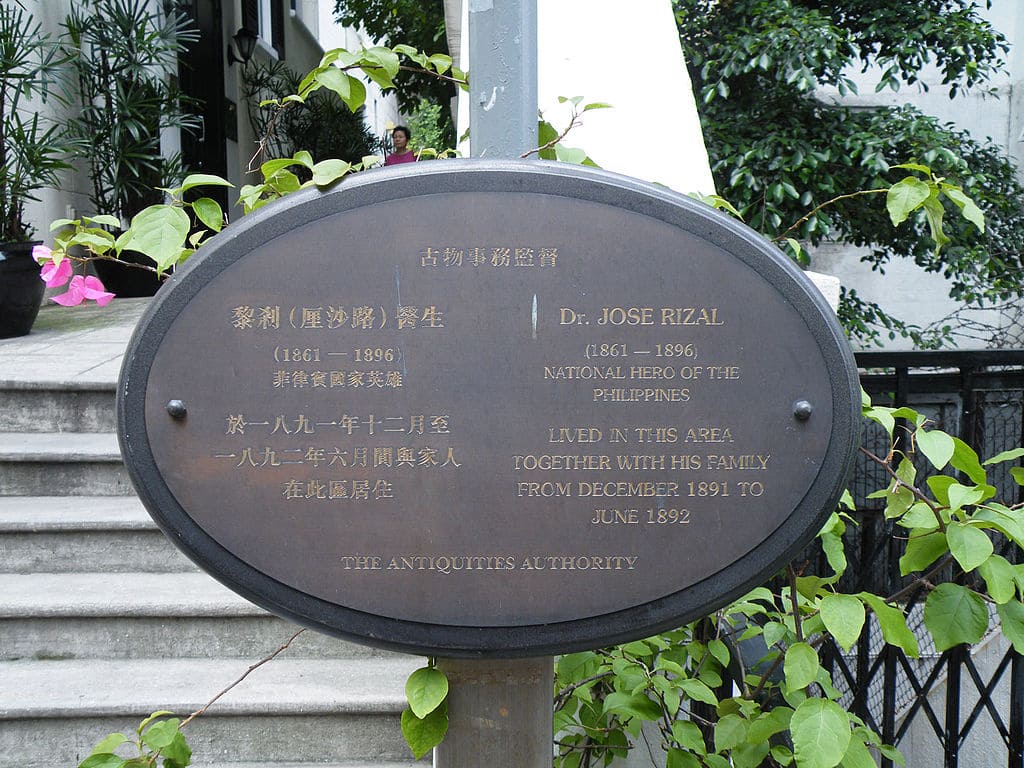 古物事務監督
黎刹（厘沙路）醫生
(1861 — 1896)
菲律賓國家英雄
於一八九一年十二月至
一八九二年六月間與家人
在此區居住
Dr. JOSE RIZAL
(1861 — 1896)
NATIONAL HERO OF THE
PHILIPPINES
LIVED IN THIS AREA
TOGETHER WITH HIS FAMILY
FROM DECEMBER 1891 TO
JUNE 1892
THE ANTIQUITIES AUTHORITY